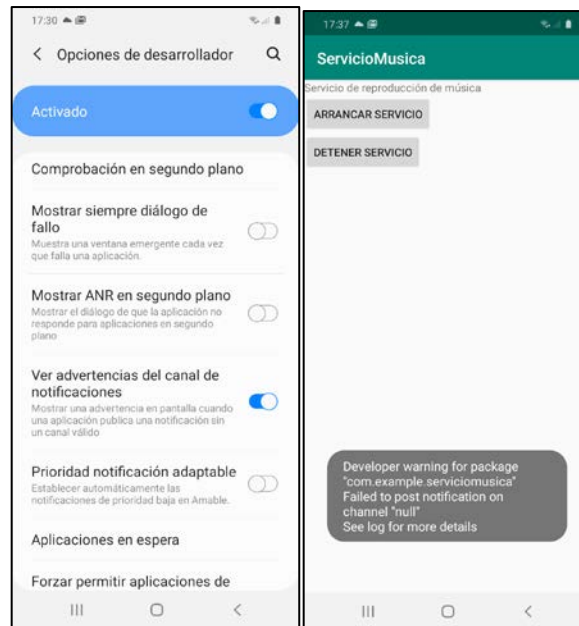 17:30
Opciones de desarrollador
Activado
Comprobación en segundo plano
Mostrar siempre diálogo de
fallo
Muestra una ventana emergente cada vez
que falla una aplicación.
Mostrar ANR en segundo plano
Mostrar el diálogo de que la aplicación no
responde para aplicaciones en segundo
plano
Ver advertencias del canal de
notificaciones
Mostrar una advertencia en pantalla cuando
una aplicación publica una notificación sin
un canal válido
Prioridad notificación adaptable
Establecer automáticamente las
notificaciones de prioridad baja en Amable.
Aplicaciones en espera
Forzar permitir aplicaciones de
17:37
ServicioMusica
Servicio de reproducción de música
ARRANCAR SERVICIO
DETENER SERVICIO
Developer warning for package
"com.example.serviciomusica"
Failed to post notification on
channel "null"
See log for more details